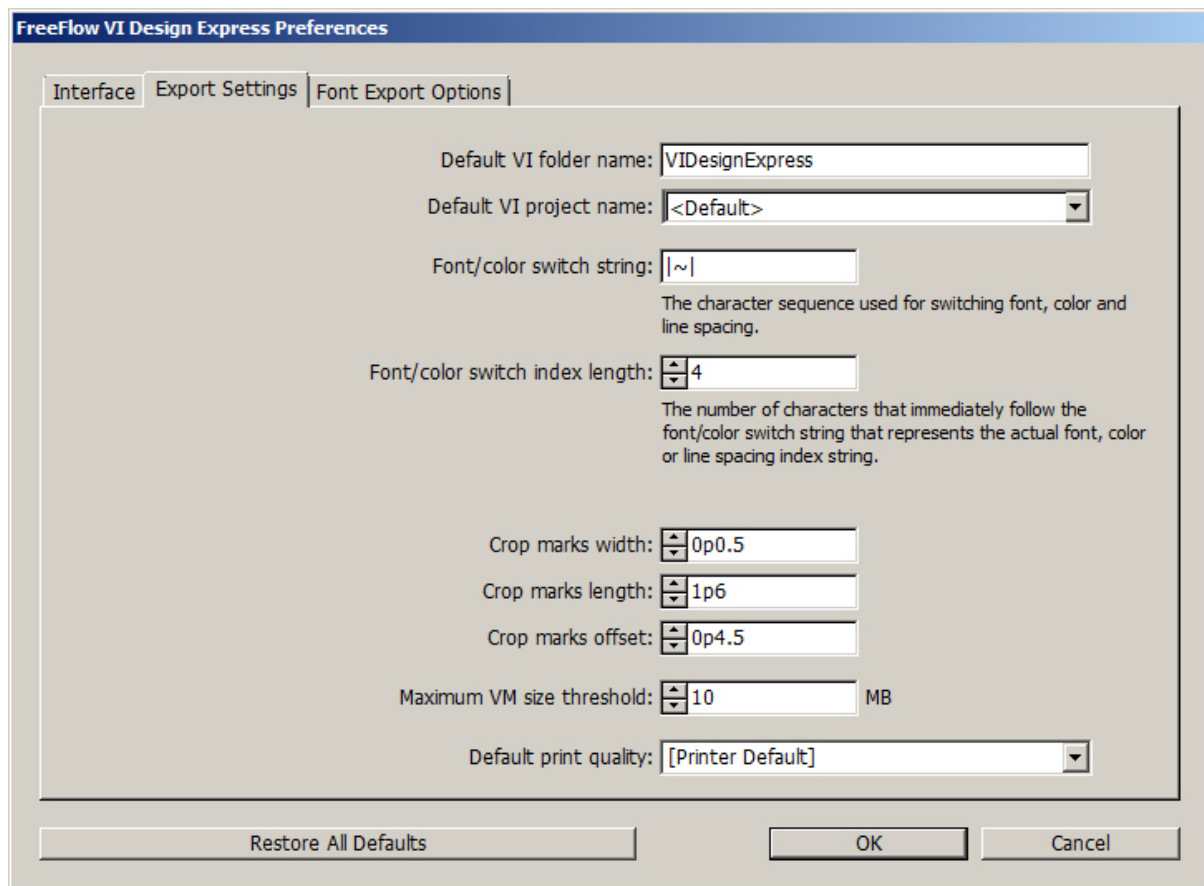 FreeFlow VI Design Express Preferences
Interface Export Settings Font Export Options
Default VI folder name: VIDesignExpress
Default VI project name: <Default>
Font/color switch string: |~|
The character sequence used for switching font, color and
line spacing.
Font/color switch index length: 4
The number of characters that immediately follow the
font/color switch string that represents the actual font, color
or line spacing index string.
Crop marks width: 0p0.5
Crop marks length: 1p6
Crop marks offset: 0p4.5
Maximum VM size threshold: 10 MB
Default print quality: [Printer Default]
Restore All Defaults OK Cancel